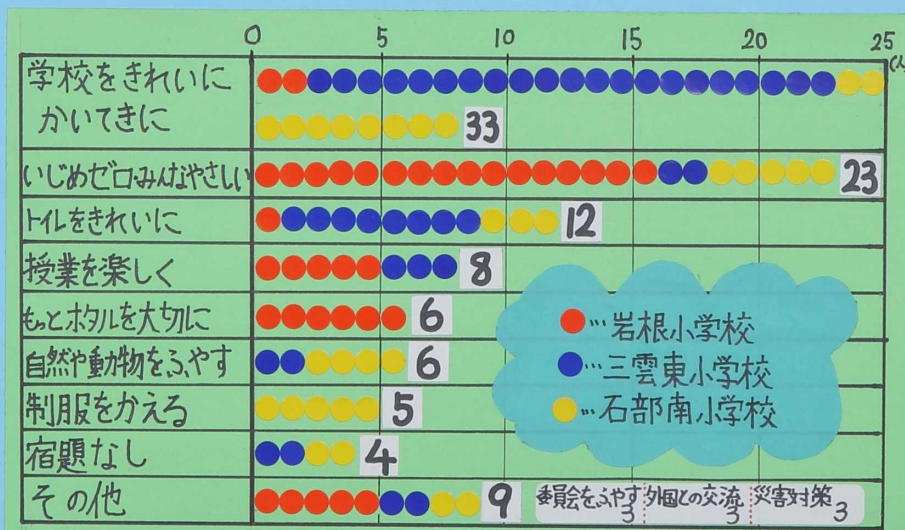 0 5 10 15 20 25
(人)
学校をきれいに
かいてきに
33
いじめゼロ・みんなやさしい 23
トイレをきれいに 12
授業を楽しく 8
もっとホタルを大切に 6
自然や動物をふやす 6
制服をかえる 5
宿題なし 4
その他 9
●…岩根小学校
●…三雲東小学校
●…石部南小学校
委員会をふやす 3 外国との交流 3 災害対策 3